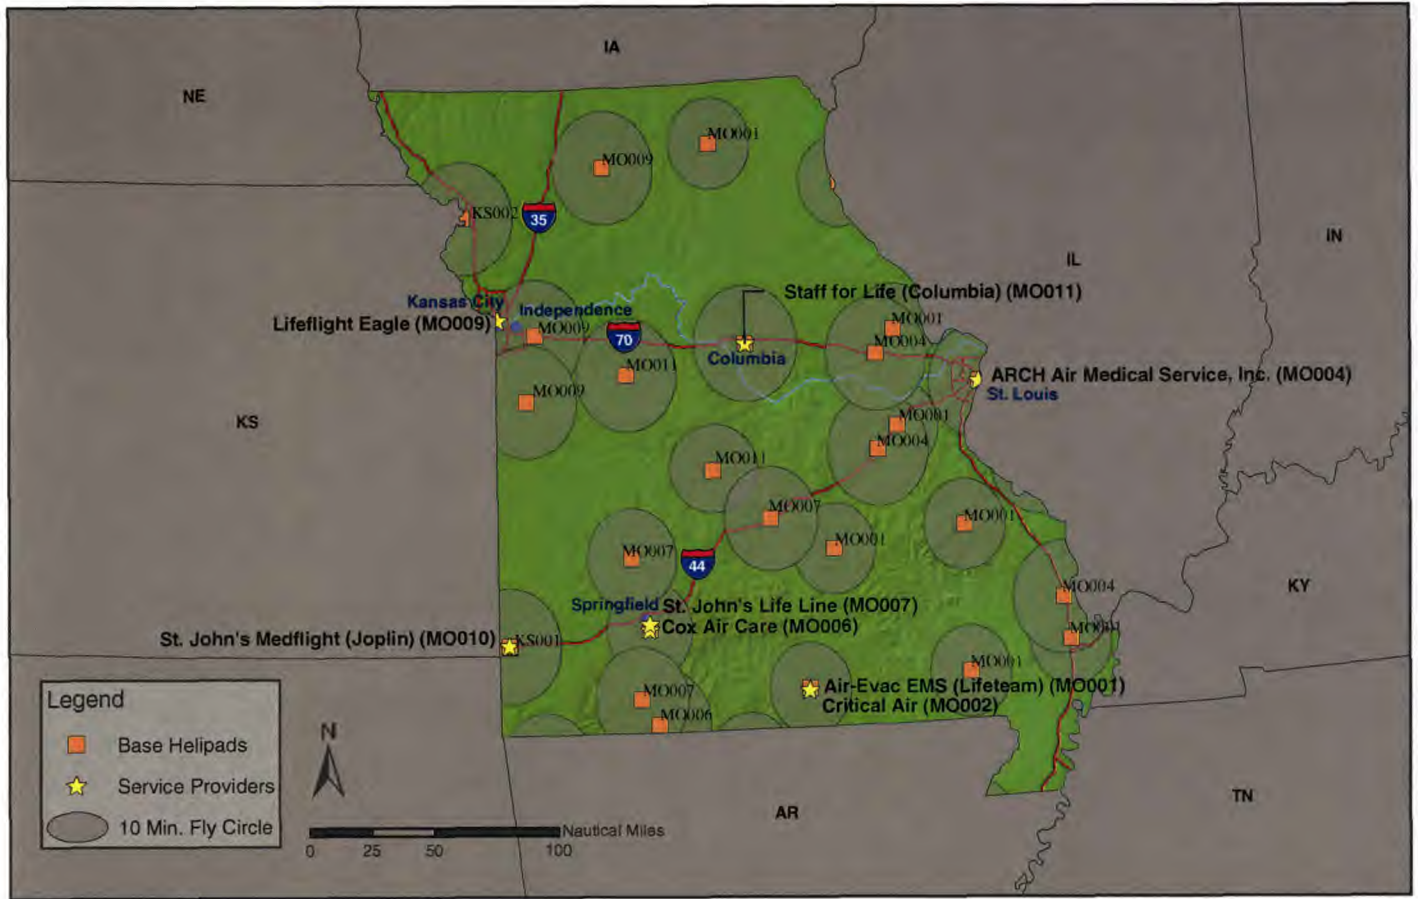 IA
NE
MO001
MO009
KS002
35
IN
IL
Staff for Life (Columbia) (MO011)
Kansas City
Independence
Lifeflight Eagle (MO009)
MO009
70
MO001
MO004
Columbia
MO011
ARCH Air Medical Service, Inc. (MO004)
St. Louis
MO009
KS
MO001
MO004
MO011
MO007
MO001
MO001
MO007
44
MO004
KY
Springfield
St. John's Life Line (MO007)
Cox Air Care (MO006)
MO001
St. John's Medflight (Joplin) (MO010)
KS001
MO001
Air-Evac EMS (Lifeteam) (MO001)
Critical Air (MO002)
MO007
MO006
Legend
Base Helipads
Service Providers
10 Min. Fly Circle
N
Nautical Miles
0 25 50 100
AR
TN